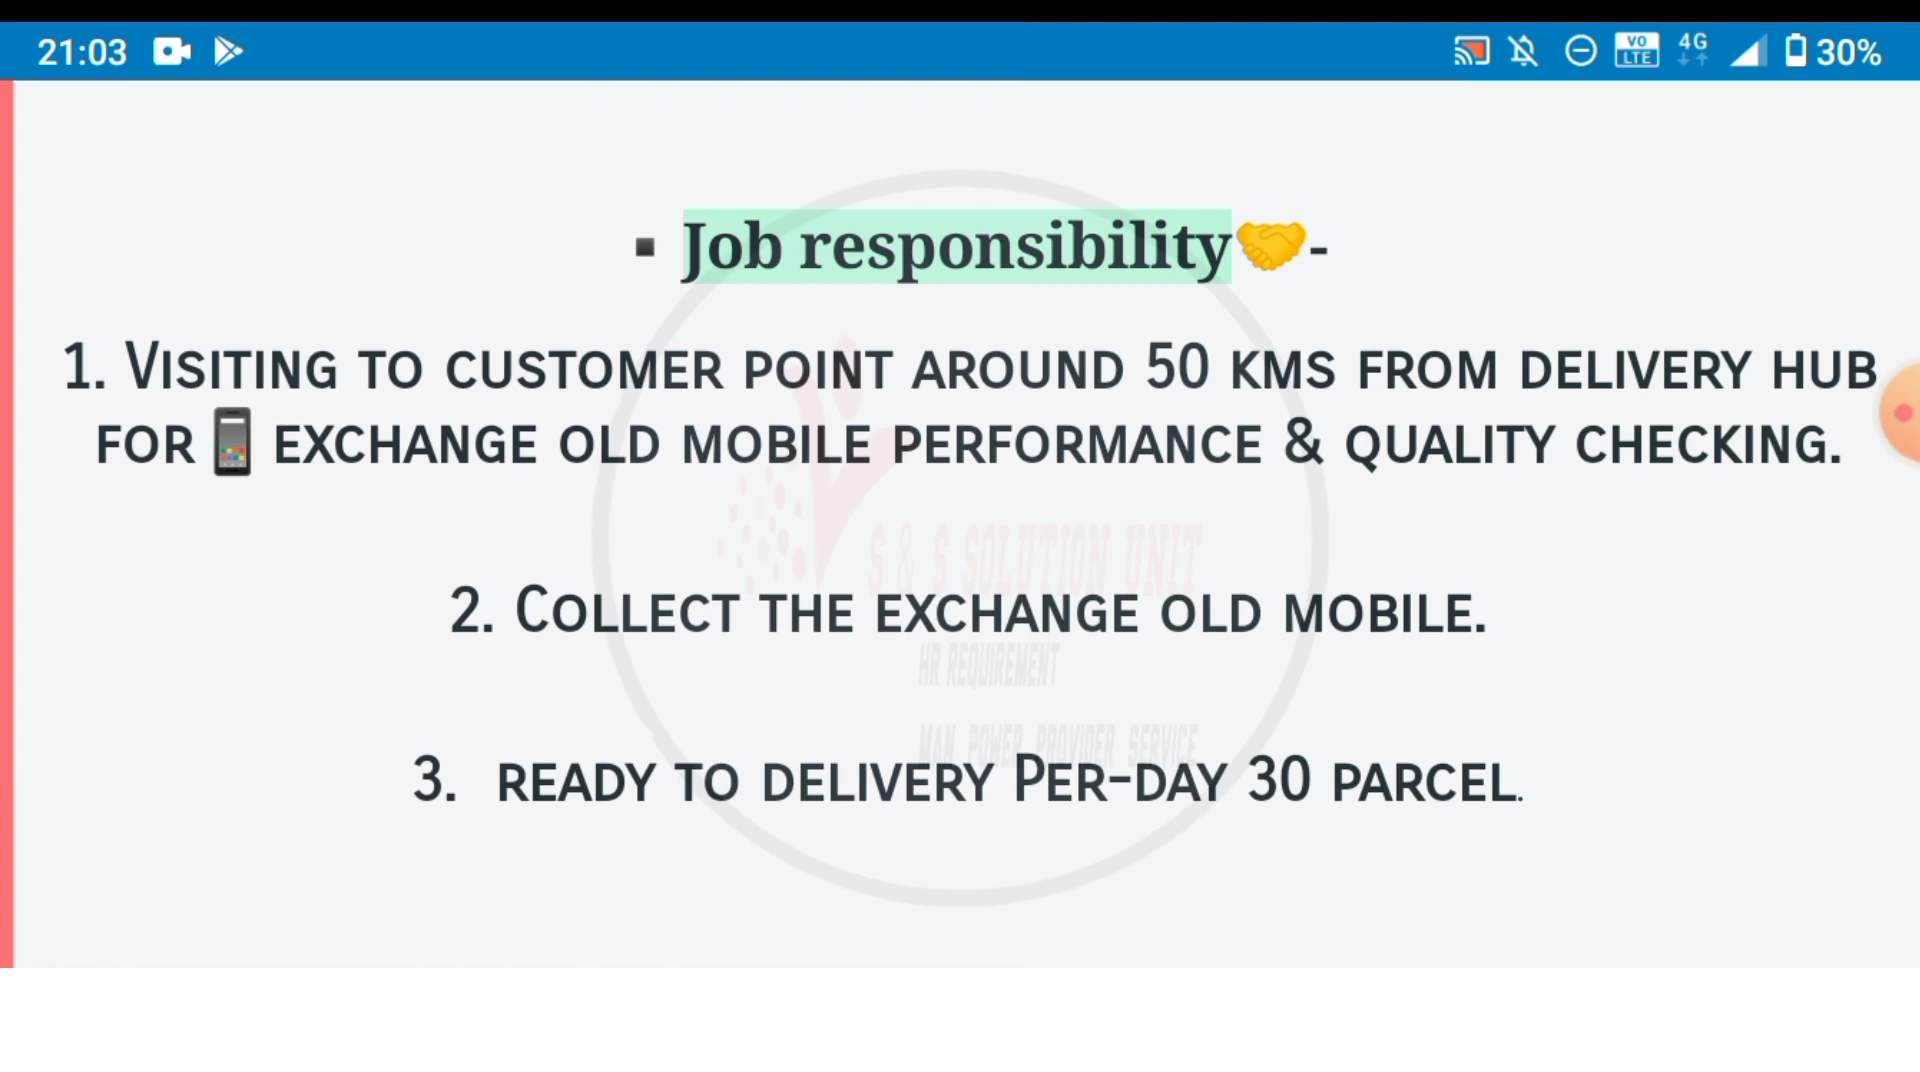 21:03 VO LTE 4G 30%
▪ Job responsibility🤝-
1. Visiting to customer point around 50 kms from delivery hub
for📱exchange old mobile performance & quality checking.
S & S SOLUTION UNIT
2. Collect the exchange old mobile.
HR REQUIREMENT
MAN POWER PROVIDER SERVICE
3. ready to delivery Per-day 30 parcel.